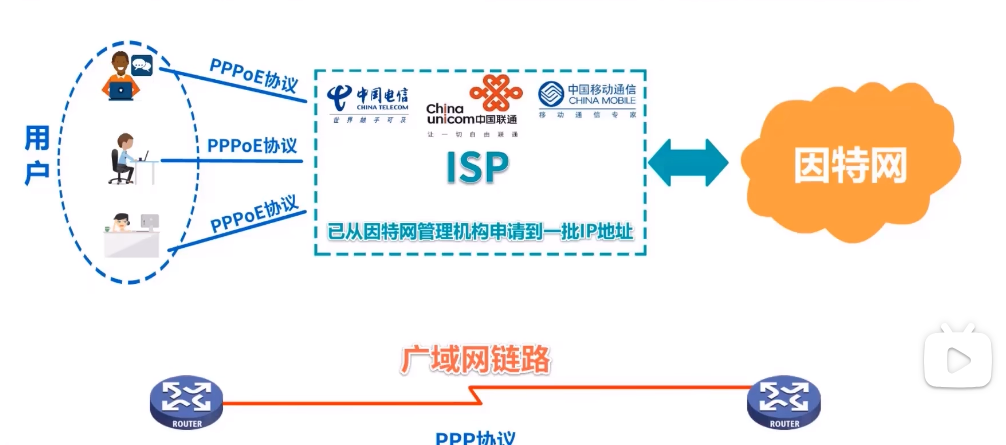 用户
PPPoE协议
PPPoE协议
PPPoE协议
中国电信
CHINA TELECOM
世界触手可及
China
unicom中国联通
让一切自由联通
中国移动通信
CHINA MOBILE
移动通信专家
ISP
已从因特网管理机构申请到一批IP地址
因特网
广域网链路
ROUTER
ROUTER
PPP协议